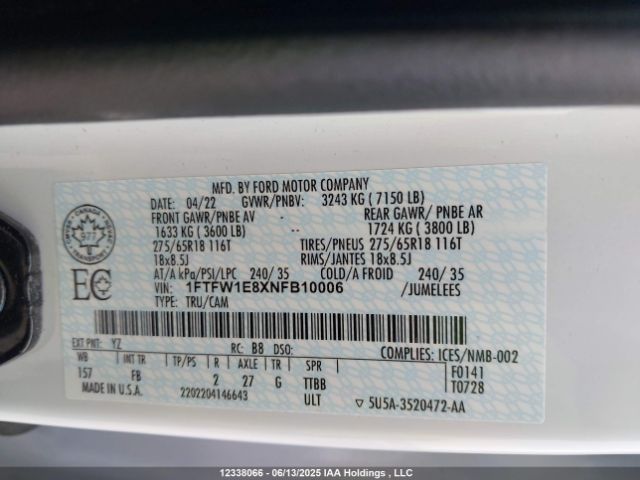 MFD. BY FORD MOTOR COMPANY
DATE: 04/22 GVWR/PNBV: 3243 KG ( 7150 LB)
FRONT GAWR/PNBE AV REAR GAWR/ PNBE AR
1633 KG ( 3600 LB) 1724 KG ( 3800 LB)
275/65R18 116T TIRES/PNEUS 275/65R18 116T
18x8.5J RIMS/JANTES 18x8.5J
AT/A kPa/PSI/LPC 240/ 35 COLD/A FROID 240/ 35
VIN: 1FTFW1E8XNFB10006 /JUMELEES
TYPE: TRU/CAM
EC
EXT PNT: YZ RC: B8 DSO: COMPLIES: ICES/NMB-002
WB INT TR TP/PS R AXLE TR SPR F0141
157 FB 2 27 G TTBB T0728
MADE IN U.S.A. 2202204146643 ULT 5U5A-3520472-AA
12338066 - 06/13/2025 IAA Holdings , LLC